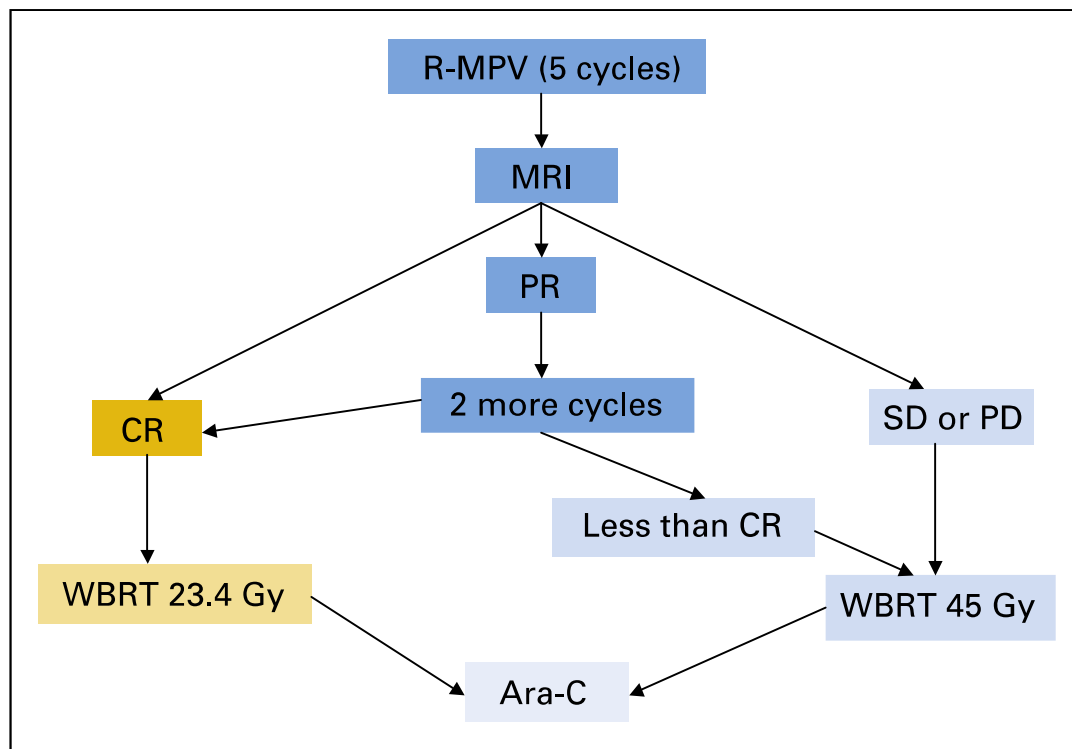 R-MPV (5 cycles)
MRI
PR
2 more cycles
CR
SD or PD
Less than CR
WBRT 23.4 Gy
WBRT 45 Gy
Ara-C